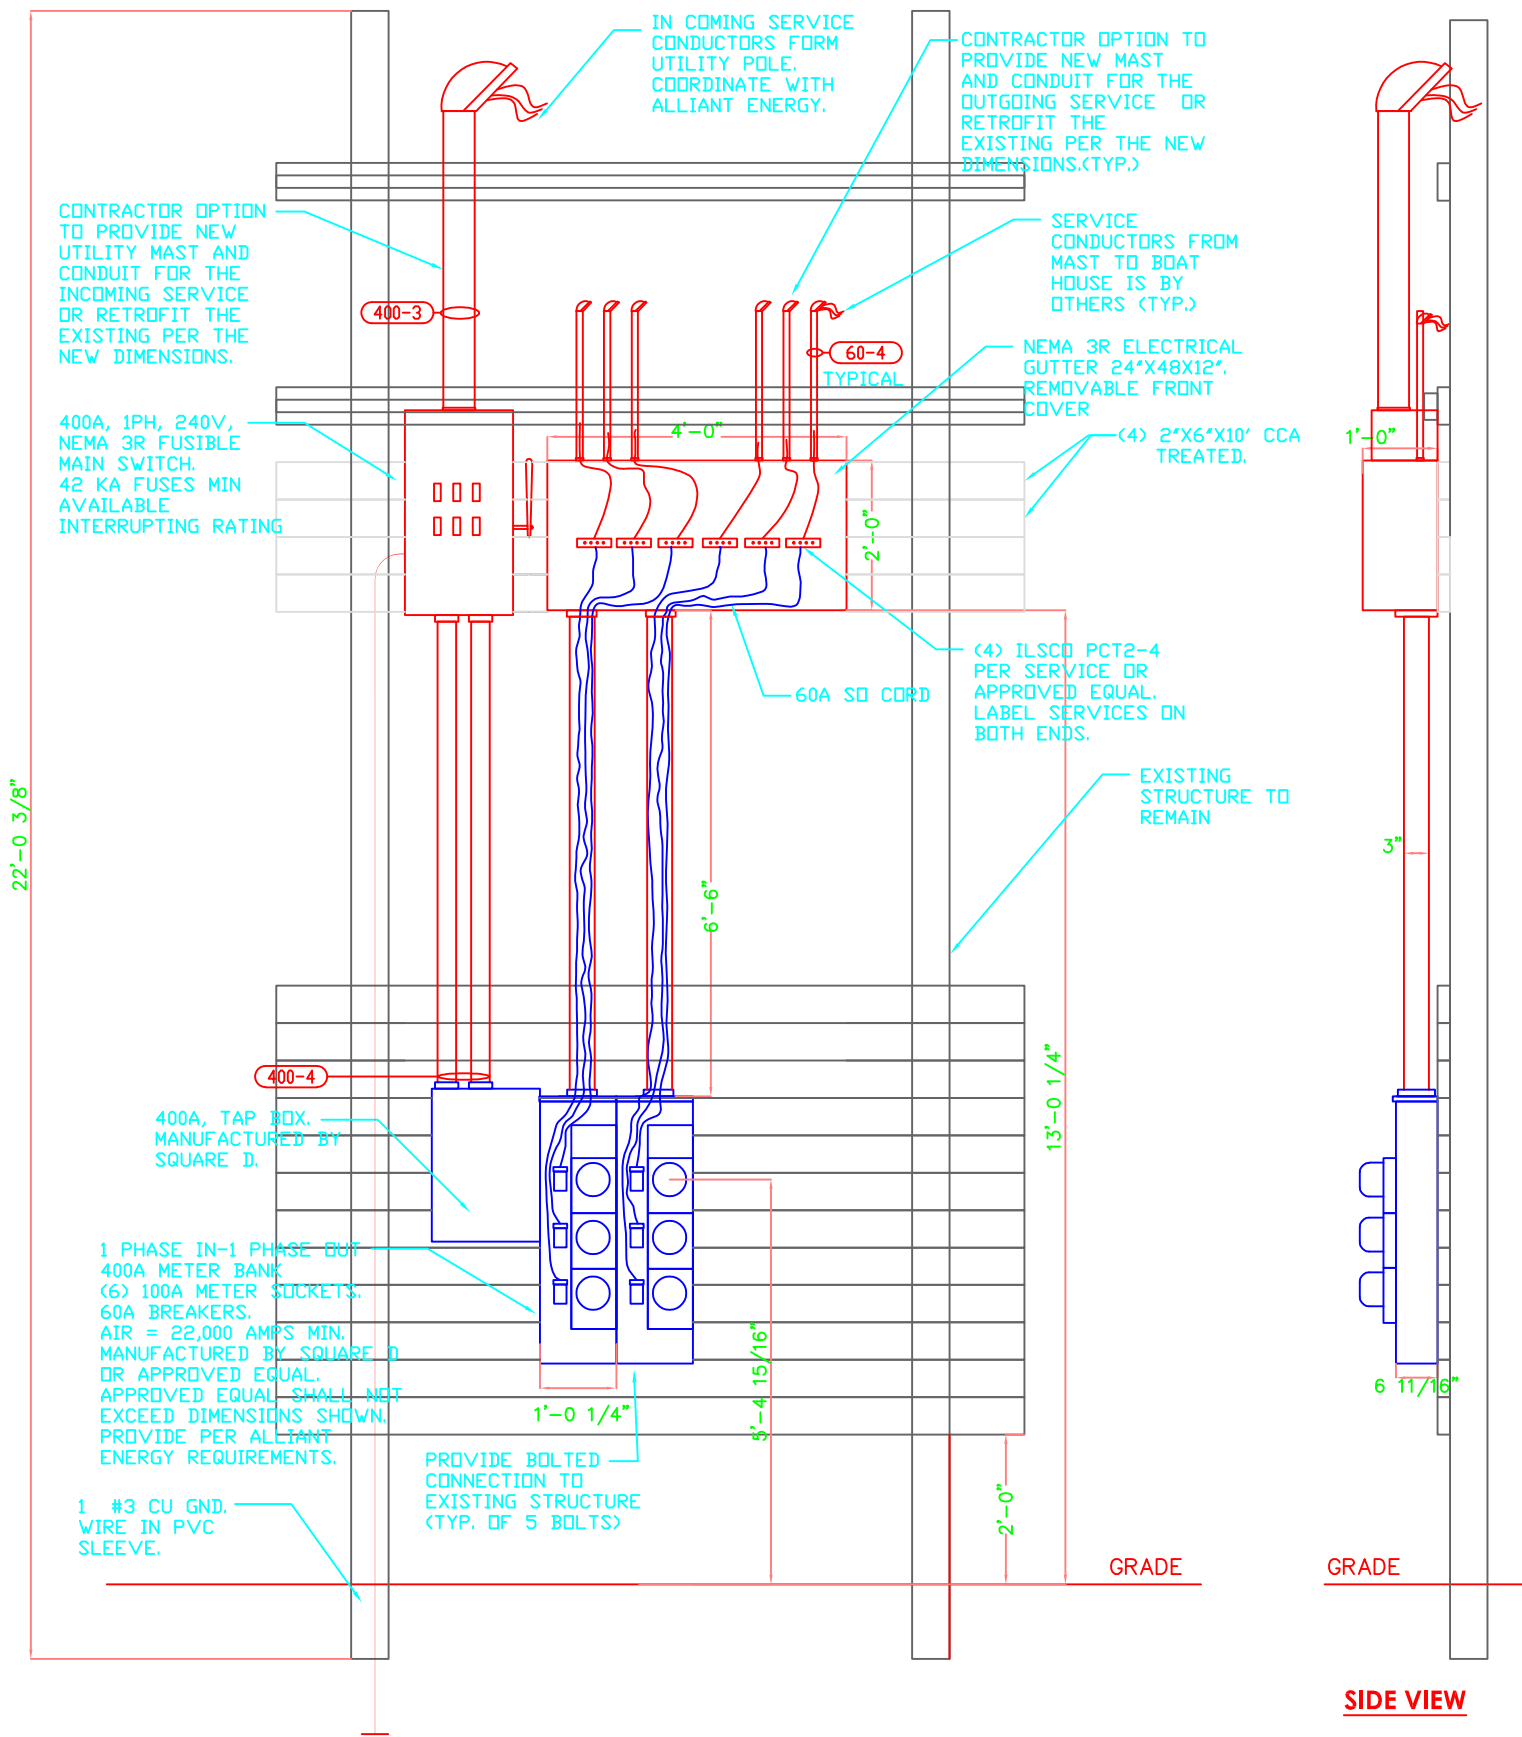 IN COMING SERVICE
CONDUCTORS FORM
UTILITY POLE.
COORDINATE WITH
ALLIANT ENERGY.
CONTRACTOR OPTION TO
PROVIDE NEW MAST
AND CONDUIT FOR THE
OUTGOING SERVICE OR
RETROFIT THE
EXISTING PER THE NEW
DIMENSIONS.(TYP.)
CONTRACTOR OPTION
TO PROVIDE NEW
UTILITY MAST AND
CONDUIT FOR THE
INCOMING SERVICE
OR RETROFIT THE
EXISTING PER THE
NEW DIMENSIONS.
SERVICE
CONDUCTORS FROM
MAST TO BOAT
HOUSE IS BY
OTHERS (TYP.)
400-3
60-4
TYPICAL
NEMA 3R ELECTRICAL
GUTTER 24"X48X12".
REMOVABLE FRONT
COVER
400A, 1PH, 240V,
NEMA 3R FUSIBLE
MAIN SWITCH.
42 KA FUSES MIN
AVAILABLE
INTERRUPTING RATING
4'-0"
(4) 2"X6"X10' CCA
TREATED.
1'-0"
2'-0"
(4) ILSCO PCT2-4
PER SERVICE OR
APPROVED EQUAL.
LABEL SERVICES ON
BOTH ENDS.
60A SO CORD
EXISTING
STRUCTURE TO
REMAIN
22'-0 3/8"
6'-6"
3"
13'-0 1/4"
400-4
400A, TAP BOX.
MANUFACTURED BY
SQUARE D.
1 PHASE IN-1 PHASE OUT
400A METER BANK
(6) 100A METER SOCKETS.
60A BREAKERS.
AIR = 22,000 AMPS MIN.
MANUFACTURED BY SQUARE D
OR APPROVED EQUAL.
APPROVED EQUAL SHALL NOT
EXCEED DIMENSIONS SHOWN.
PROVIDE PER ALLIANT
ENERGY REQUIREMENTS.
5'-4 15/16"
6 11/16"
1'-0 1/4"
PROVIDE BOLTED
CONNECTION TO
EXISTING STRUCTURE
(TYP. OF 5 BOLTS)
2'-0"
1 #3 CU GND.
WIRE IN PVC
SLEEVE.
GRADE
GRADE
SIDE VIEW